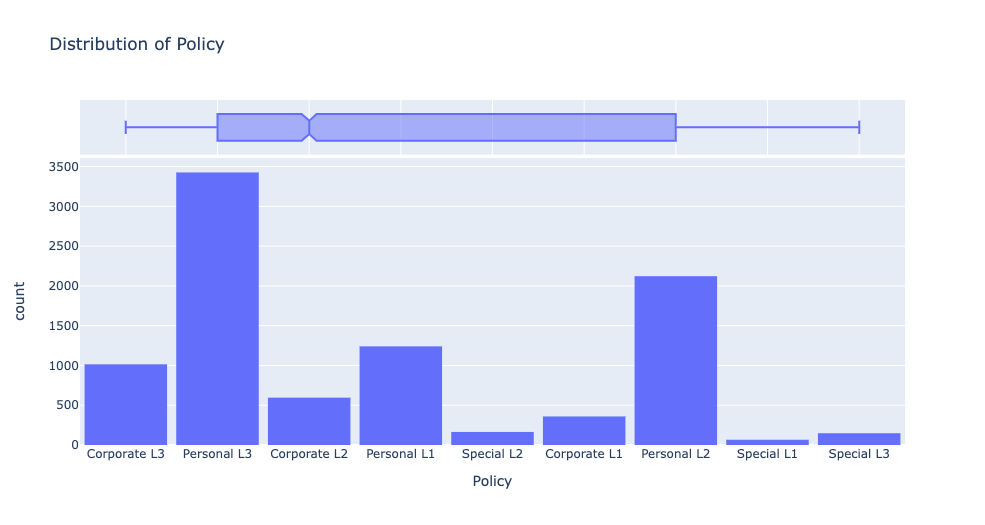 Distribution of Policy
3500
3000
2500
2000
1500
1000
500
0
count
Corporate L3 Personal L3 Corporate L2 Personal L1 Special L2 Corporate L1 Personal L2 Special L1 Special L3
Policy